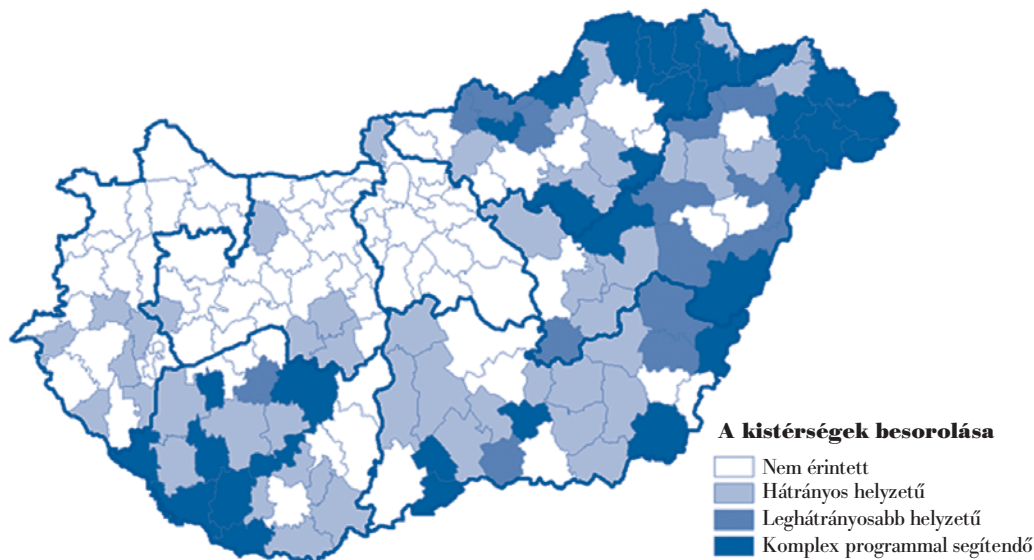 A kistérségek besorolása
Nem érintett
Hátrányos helyzetű
Leghátrányosabb helyzetű
Komplex programmal segítendő